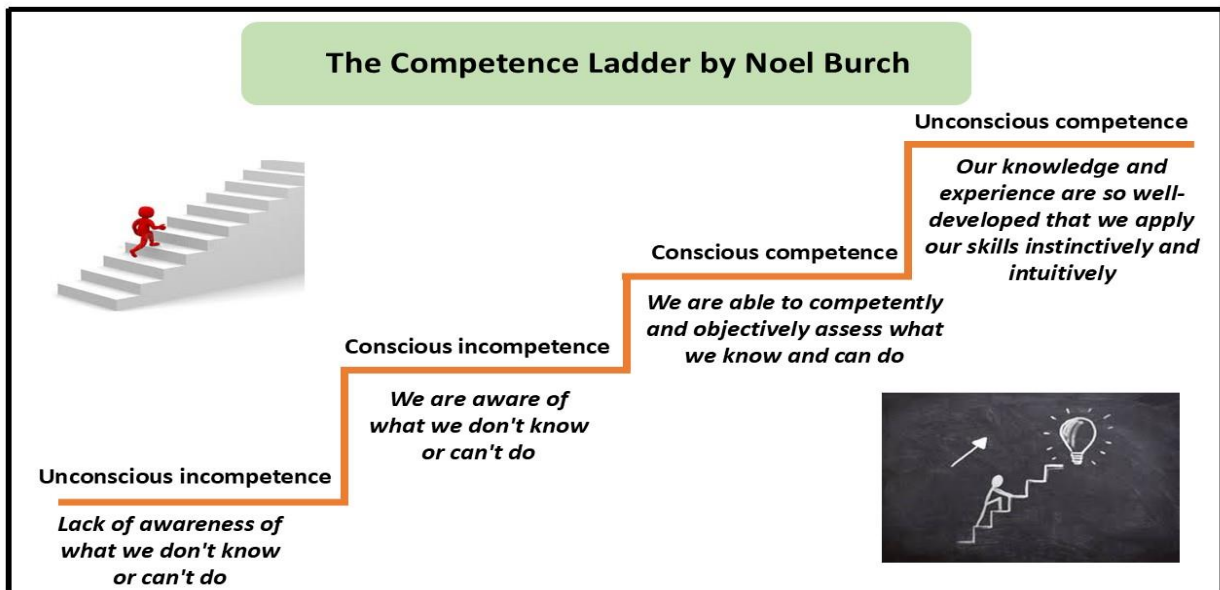 The Competence Ladder by Noel Burch
Unconscious competence
Our knowledge and
experience are so well-
developed that we apply
our skills instinctively and
intuitively
Conscious competence
We are able to competently
and objectively assess what
we know and can do
Conscious incompetence
We are aware of
what we don't know
or can't do
Unconscious incompetence
Lack of awareness of
what we don't know
or can't do